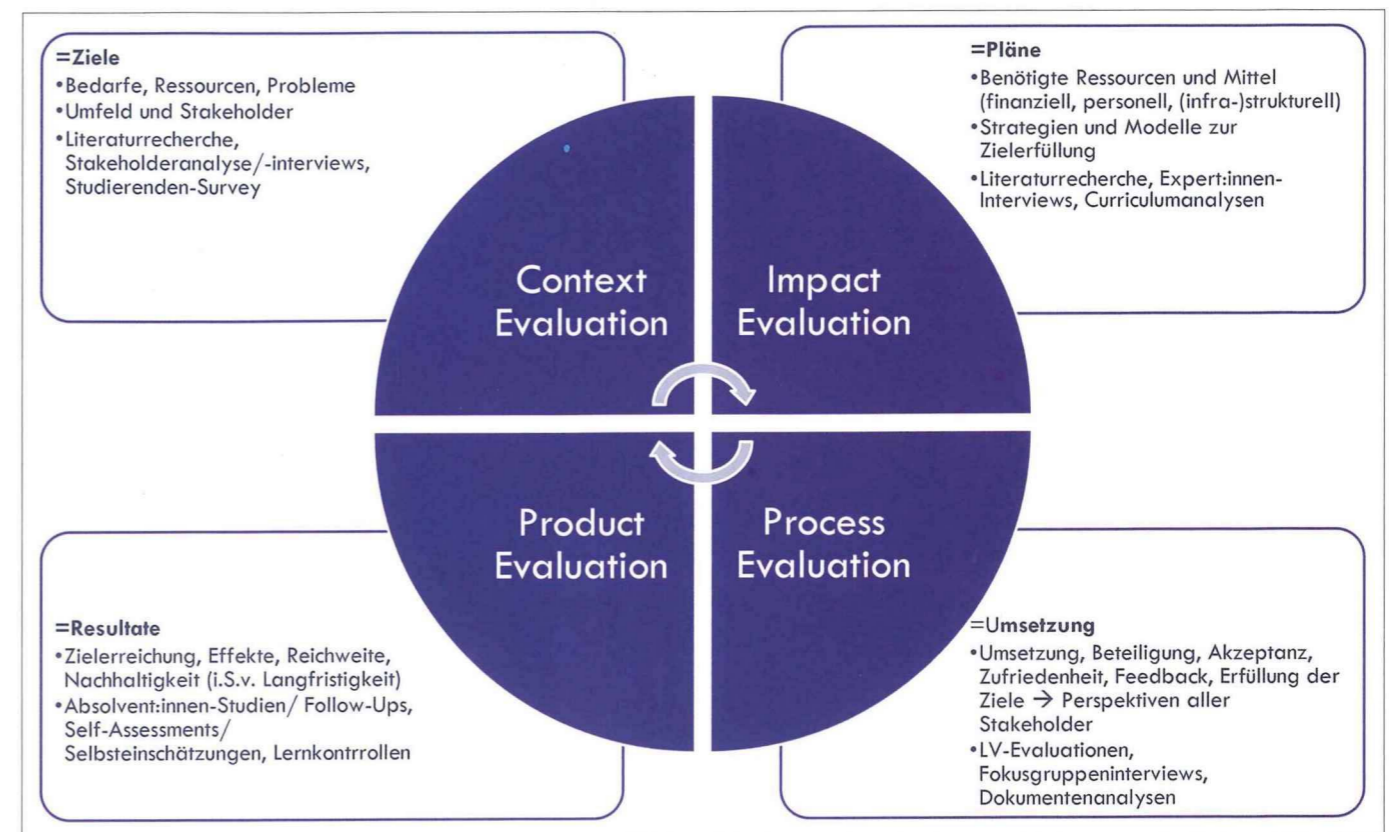 =Ziele
•Bedarfe, Ressourcen, Probleme
•Umfeld und Stakeholder
•Literaturrecherche,
Stakeholderanalyse/-interviews,
Studierenden-Survey
=Pläne
•Benötigte Ressourcen und Mittel
(finanziell, personell, (infra-)strukturell)
•Strategien und Modelle zur
Zielerfüllung
•Literaturrecherche, Expert:innen-
Interviews, Curriculumanalysen
Context
Evaluation
Impact
Evaluation
Product
Evaluation
Process
Evaluation
=Resultate
•Zielerreichung, Effekte, Reichweite,
Nachhaltigkeit (i.S.v. Langfristigkeit)
•Absolvent:innen-Studien/ Follow-Ups,
Self-Assessments/
Selbsteinschätzungen, Lernkontrrollen
=Umsetzung
•Umsetzung, Beteiligung, Akzeptanz,
Zufriedenheit, Feedback, Erfüllung der
Ziele → Perspektiven aller
Stakeholder
•LV-Evaluationen,
Fokusgruppeninterviews,
Dokumentenanalysen